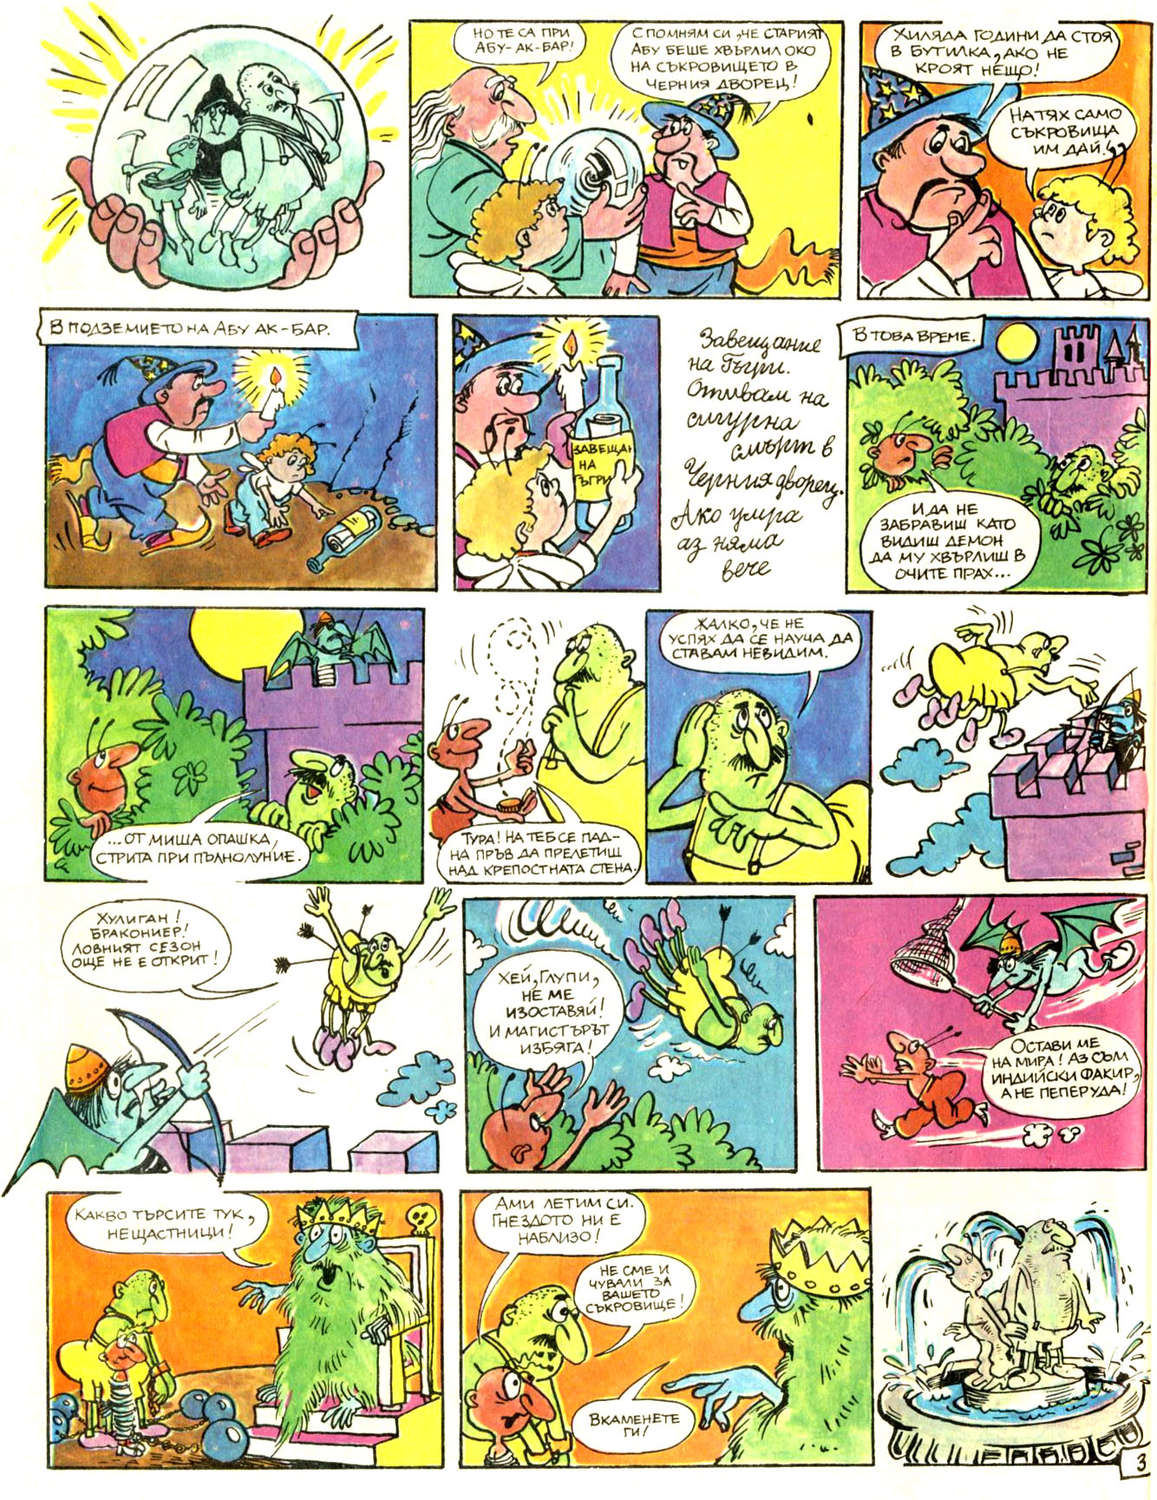 НО ТЕ СА ПРИ
АБУ-АК-БАР!
СПОМНЯМ СИ, ЧЕ СТАРИЯТ
АБУ БЕШЕ ХВЪРЛИЛ ОКО
НА СЪКРОВИЩЕТО В
ЧЕРНИЯ ДВОРЕЦ!
ХИЛЯДА ГОДИНИ ДА СТОЯ
В БУТИЛКА, АКО НЕ
КРОЯТ НЕЩО!
НА ТЯХ САМО
СЪКРОВИЩА
ИМ ДАЙ.
В ПОДЗЕМИЕТО НА АБУ АК-БАР.
ЗАВЕЩАН
НА
ГЪГРИ
Завещание
на Гъгри.
Отивам на
сигурна
смърт в
Черния дворец.
Ако умра
аз няма
вече
В ТОВА ВРЕМЕ.
И ДА НЕ
ЗАБРАВИШ КАТО
ВИДИШ ДЕМОН
ДА МУ ХВЪРЛИШ В
ОЧИТЕ ПРАХ...
...ОТ МИША ОПАШКА,
СТРИТА ПРИ ПЪЛНОЛУНИЕ.
ТУРА! НА ТЕБ СЕ ПАД-
НА ПРЪВ ДА ПРЕЛЕТИШ
НАД КРЕПОСТНАТА СТЕНА.
ЖАЛКО, ЧЕ НЕ
УСПЯХ ДА СЕ НАУЧА ДА
СТАВАМ НЕВИДИМ.
ХУЛИГАН!
БРАКОНИЕР!
ЛОВНИЯТ СЕЗОН
ОЩЕ НЕ Е ОТКРИТ!
ХЕЙ, ГЛУПИ,
НЕ МЕ
ИЗОСТАВЯЙ!
И МАГИСТЪРЪТ
ИЗБЯГА!
ОСТАВИ МЕ
НА МИРА! АЗ СЪМ
ИНДИЙСКИ ФАКИР,
А НЕ ПЕПЕРУДА!
КАКВО ТЪРСИТЕ ТУК,
НЕЩАСТНИЦИ!
АМИ ЛЕТИМ СИ.
ГНЕЗДОТО НИ Е
НАБЛИЗО!
НЕ СМЕ И
ЧУВАЛИ ЗА
ВАШЕТО
СЪКРОВИЩЕ!
ВКАМЕНЕТЕ
ГИ!
3